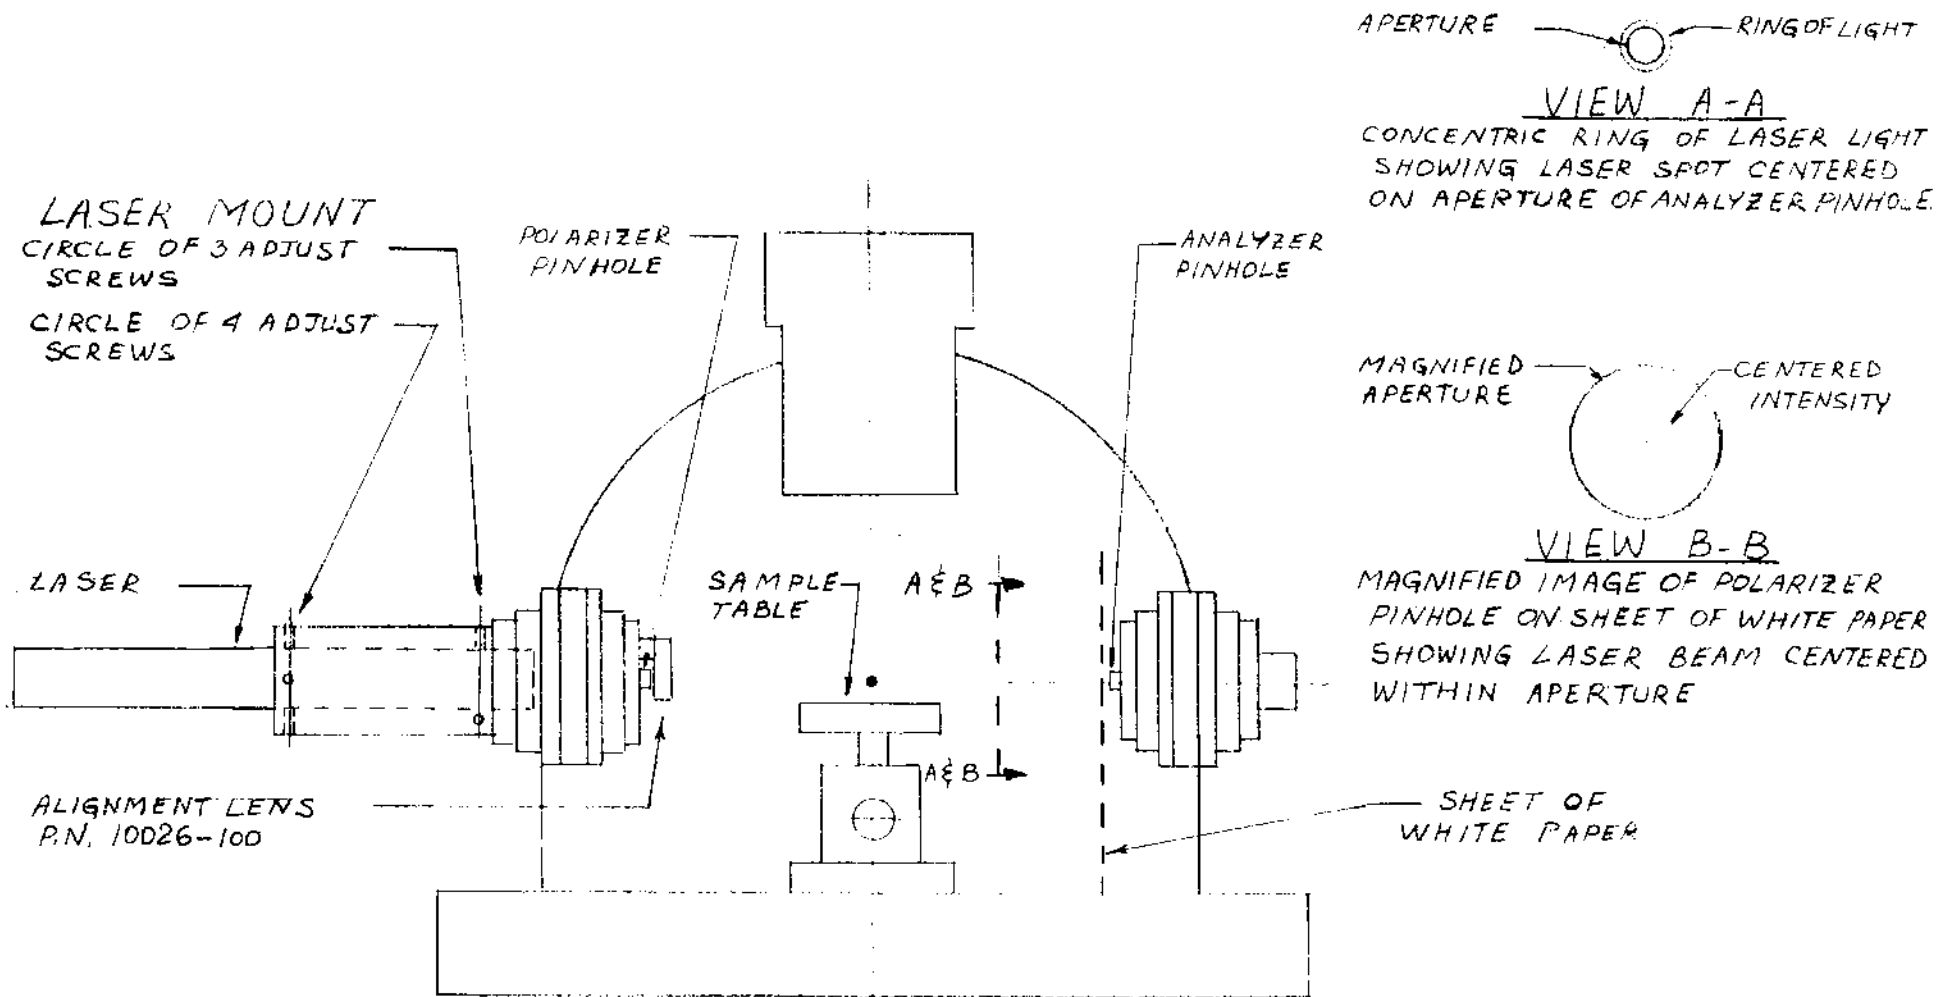 APERTURE
RING OF LIGHT
VIEW A-A
CONCENTRIC RING OF LASER LIGHT
SHOWING LASER SPOT CENTERED
ON APERTURE OF ANALYZER PINHOLE.
LASER MOUNT
CIRCLE OF 3 ADJUST
SCREWS
CIRCLE OF 4 ADJUST
SCREWS
POLARIZER
PINHOLE
ANALYZER
PINHOLE
MAGNIFIED
APERTURE
CENTERED
INTENSITY
VIEW B-B
MAGNIFIED IMAGE OF POLARIZER
PINHOLE ON SHEET OF WHITE PAPER
SHOWING LASER BEAM CENTERED
WITHIN APERTURE
LASER
SAMPLE
TABLE
A & B
A & B
ALIGNMENT LENS
P.N. 10026-100
SHEET OF
WHITE PAPER